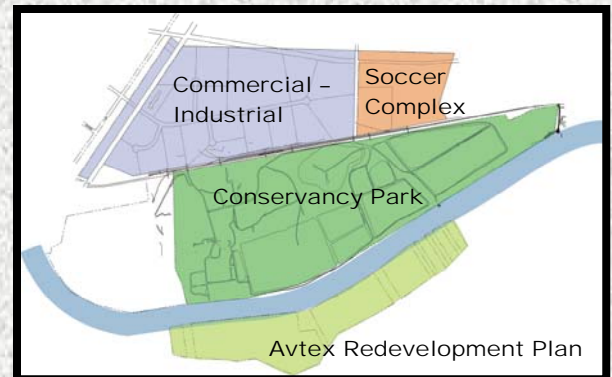 Commercial –
Industrial
Soccer
Complex
Conservancy Park
Avtex Redevelopment Plan